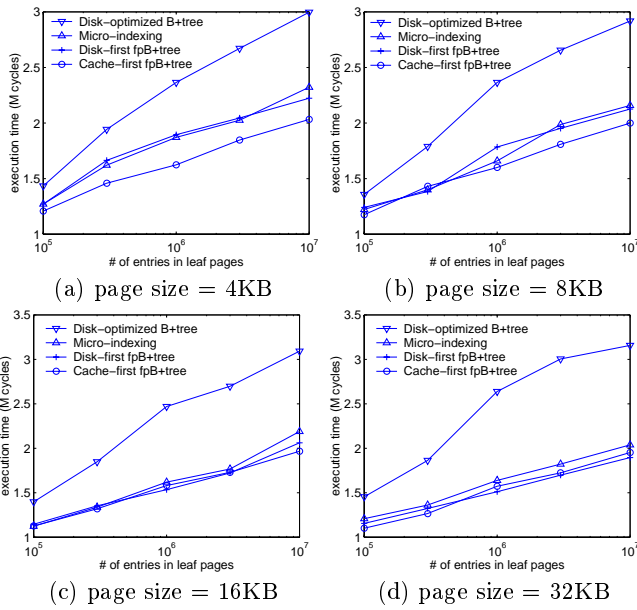 3
2.5
2
1.5
1
execution time (M cycles)
Disk-optimized B+tree
Micro-indexing
Disk-first fpB+tree
Cache-first fpB+tree
10^5
10^6
10^7
# of entries in leaf pages
(a) page size = 4KB
3
2.5
2
1.5
1
execution time (M cycles)
Disk-optimized B+tree
Micro-indexing
Disk-first fpB+tree
Cache-first fpB+tree
10^5
10^6
10^7
# of entries in leaf pages
(b) page size = 8KB
3.5
3
2.5
2
1.5
1
execution time (M cycles)
Disk-optimized B+tree
Micro-indexing
Disk-first fpB+tree
Cache-first fpB+tree
10^5
10^6
10^7
# of entries in leaf pages
(c) page size = 16KB
3.5
3
2.5
2
1.5
1
execution time (M cycles)
Disk-optimized B+tree
Micro-indexing
Disk-first fpB+tree
Cache-first fpB+tree
10^5
10^6
10^7
# of entries in leaf pages
(d) page size = 32KB